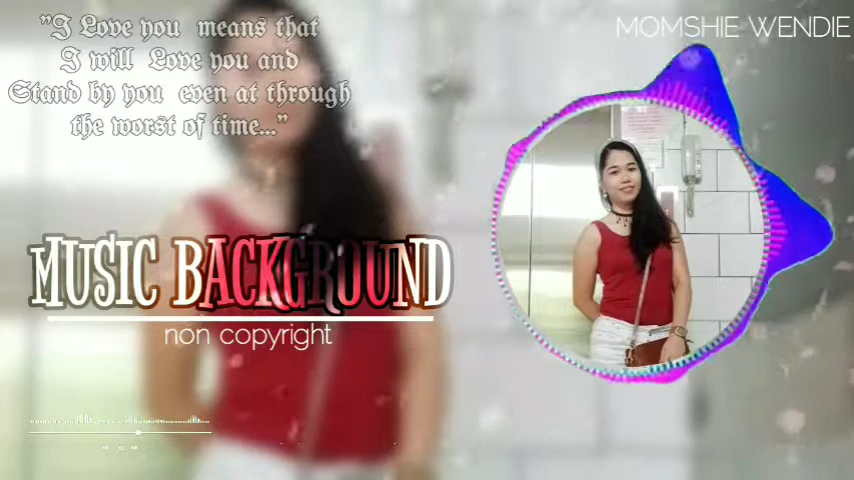 "I Love you means that
I will Love you and
Stand by you even at through
the worst of time..."
MOMSHIE WENDIE
MUSIC BACKGROUND
non copyright